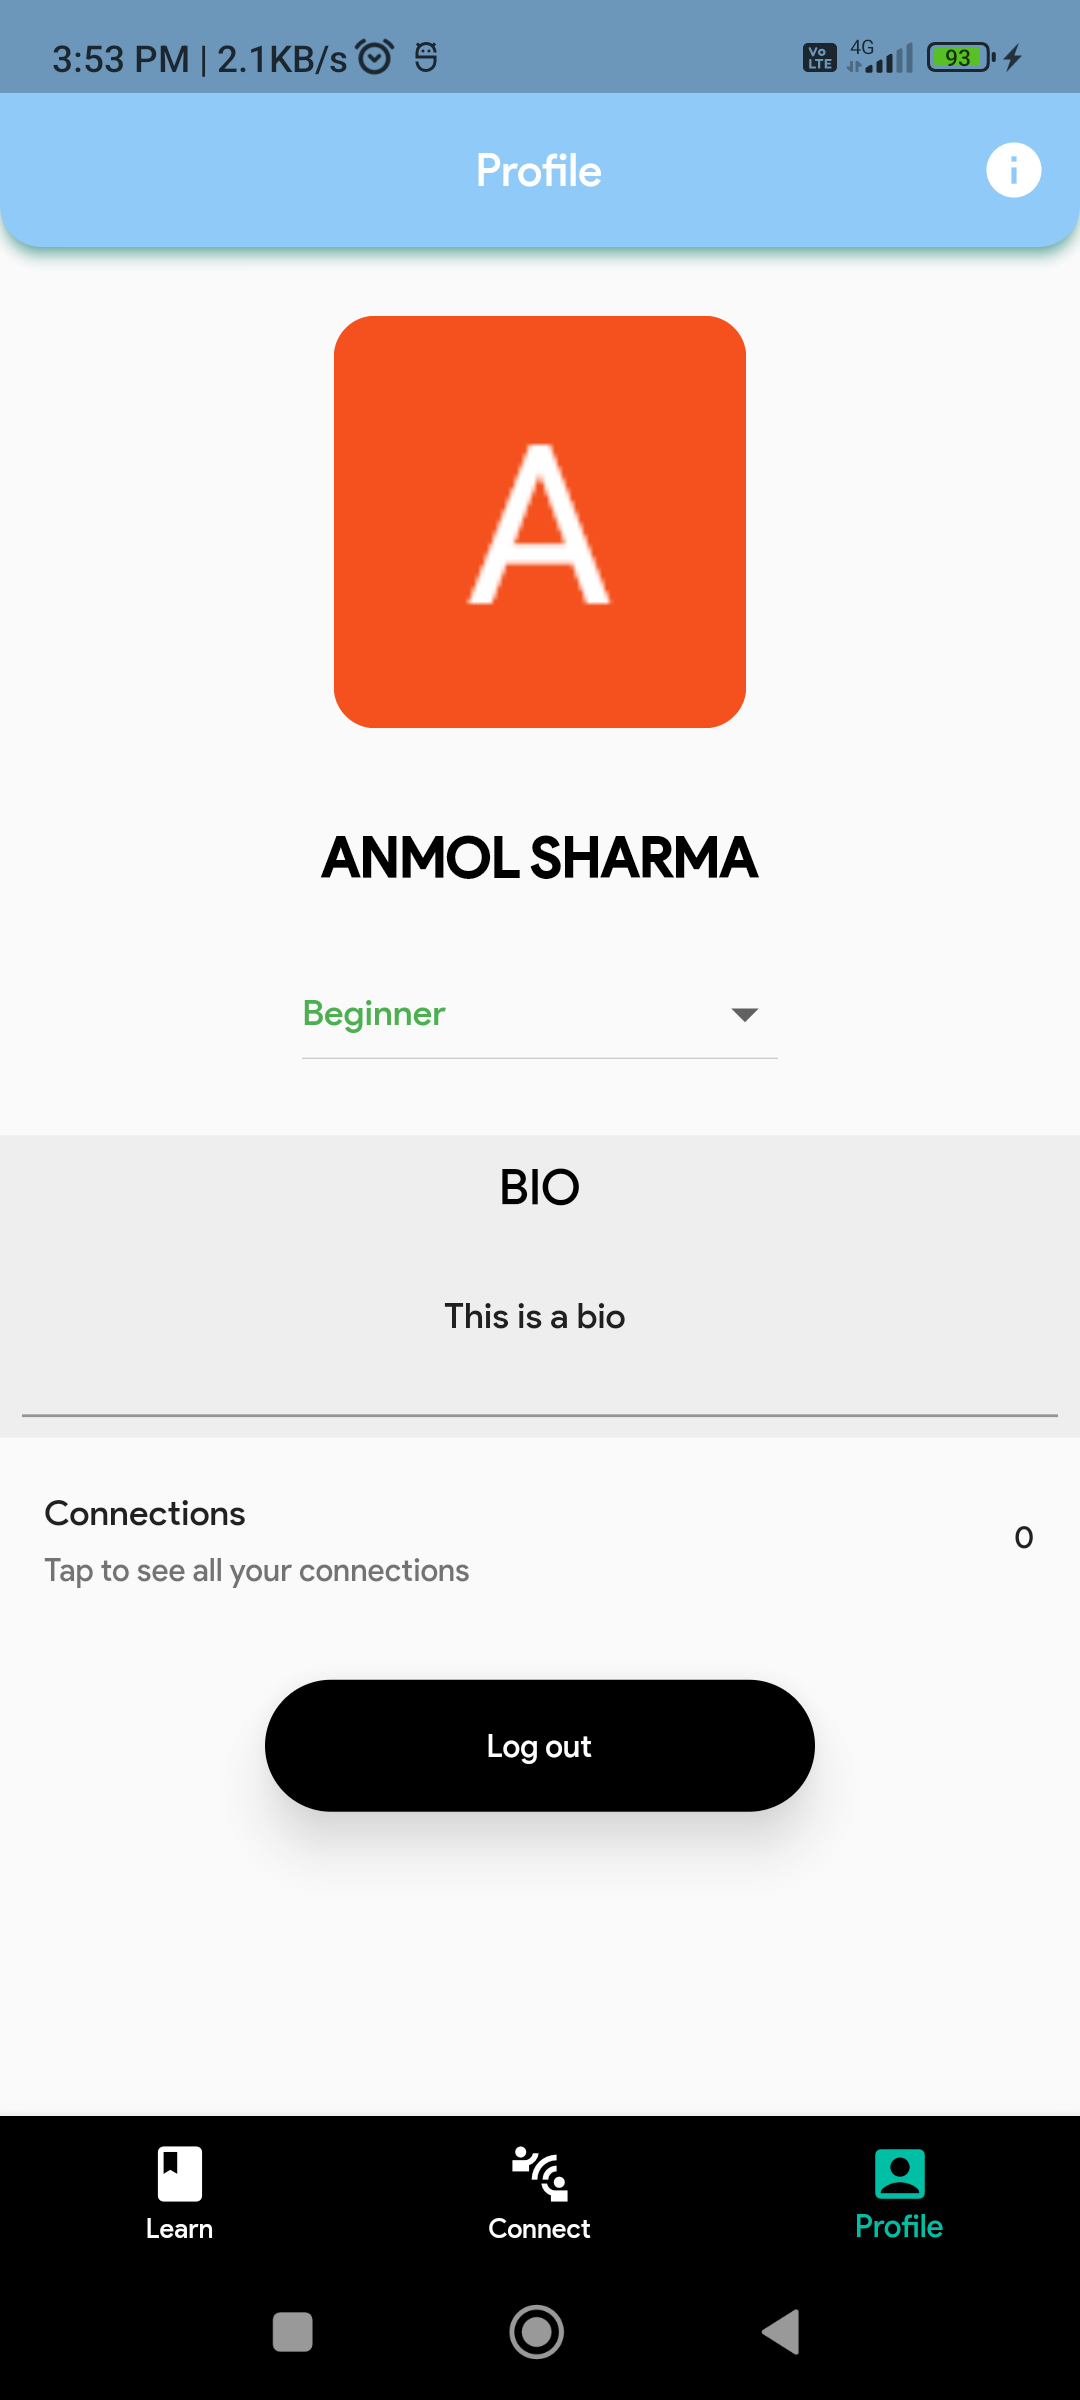 3:53 PM | 2.1KB/s
Vo LTE
4G
93
Profile
A
ANMOL SHARMA
Beginner
BIO
This is a bio
Connections
0
Tap to see all your connections
Log out
Learn
Connect
Profile